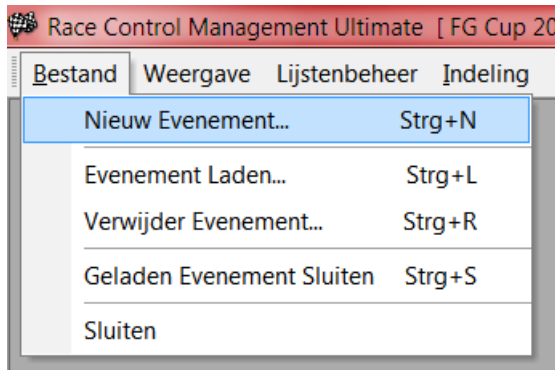 Race Control Management Ultimate [ FG Cup 20
Bestand Weergave Lijstenbeheer Indeling
Nieuw Evenement... Strg+N
Evenement Laden... Strg+L
Verwijder Evenement... Strg+R
Geladen Evenement Sluiten Strg+S
Sluiten